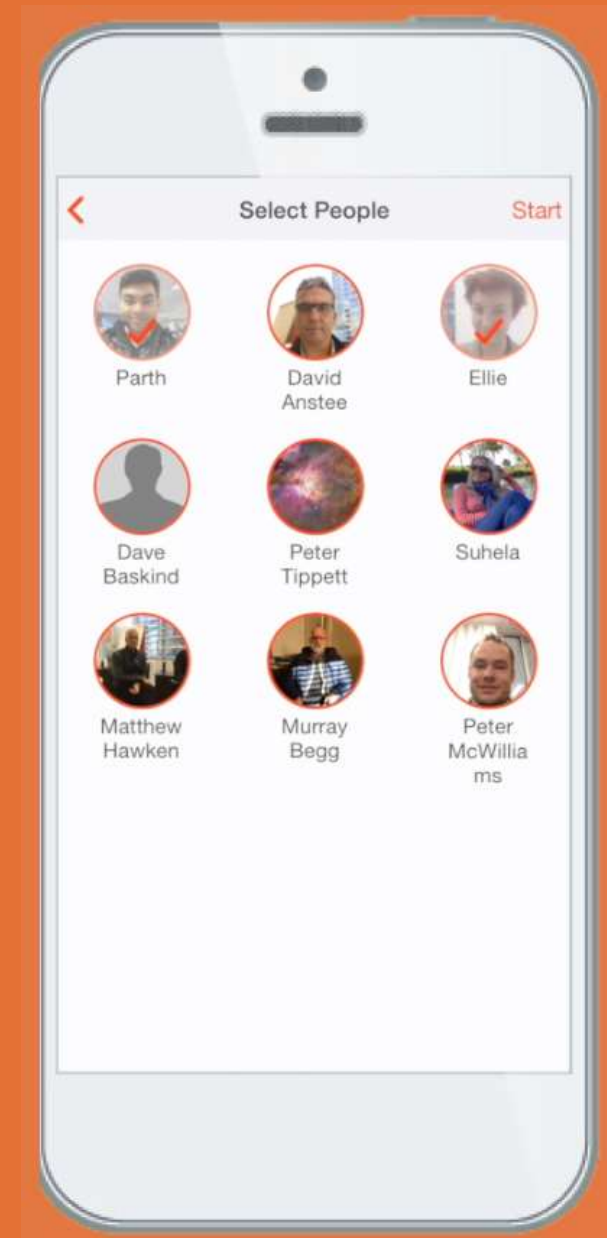 Select People
Start
Parth
David
Anstee
Ellie
Dave
Baskind
Peter
Tippett
Suhela
Matthew
Hawken
Murray
Begg
Peter
McWillia
ms